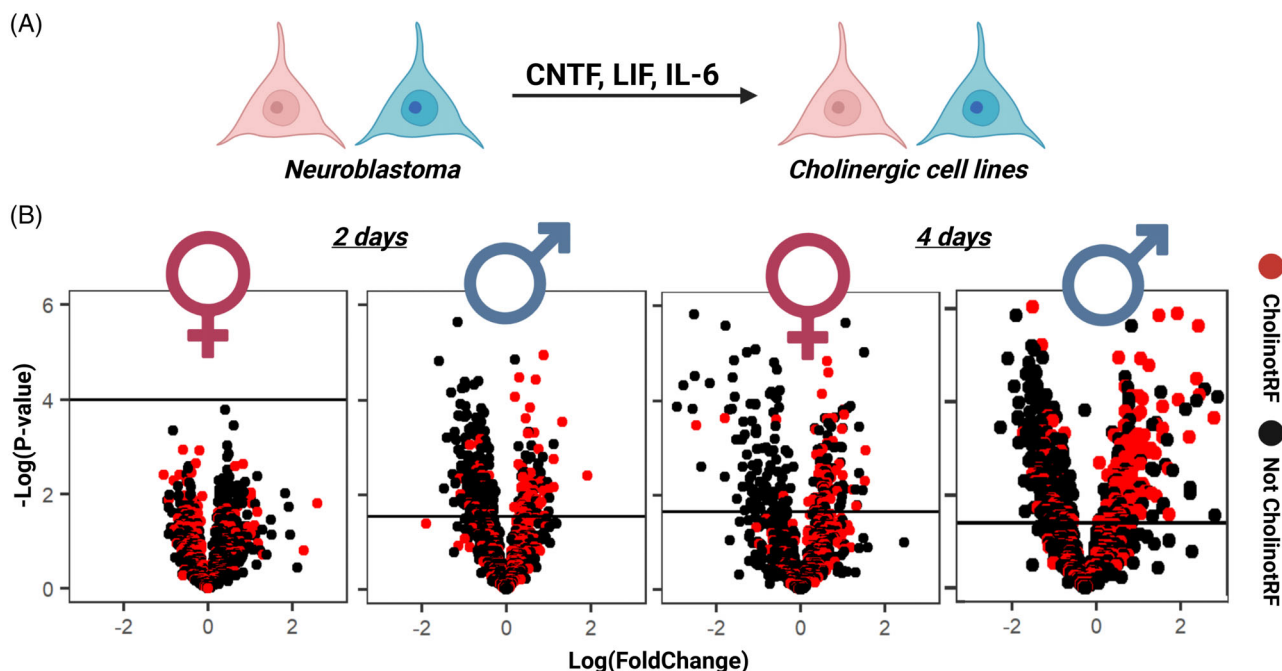 (A)
CNTF, LIF, IL-6
Neuroblastoma
Cholinergic cell lines
(B)
2 days
4 days
-Log(P-value)
6
4
2
0
-2 0 2
-2 0 2
-2 0 2
-2 0 2
Log(FoldChange)
CholinotRF
Not CholinotRF